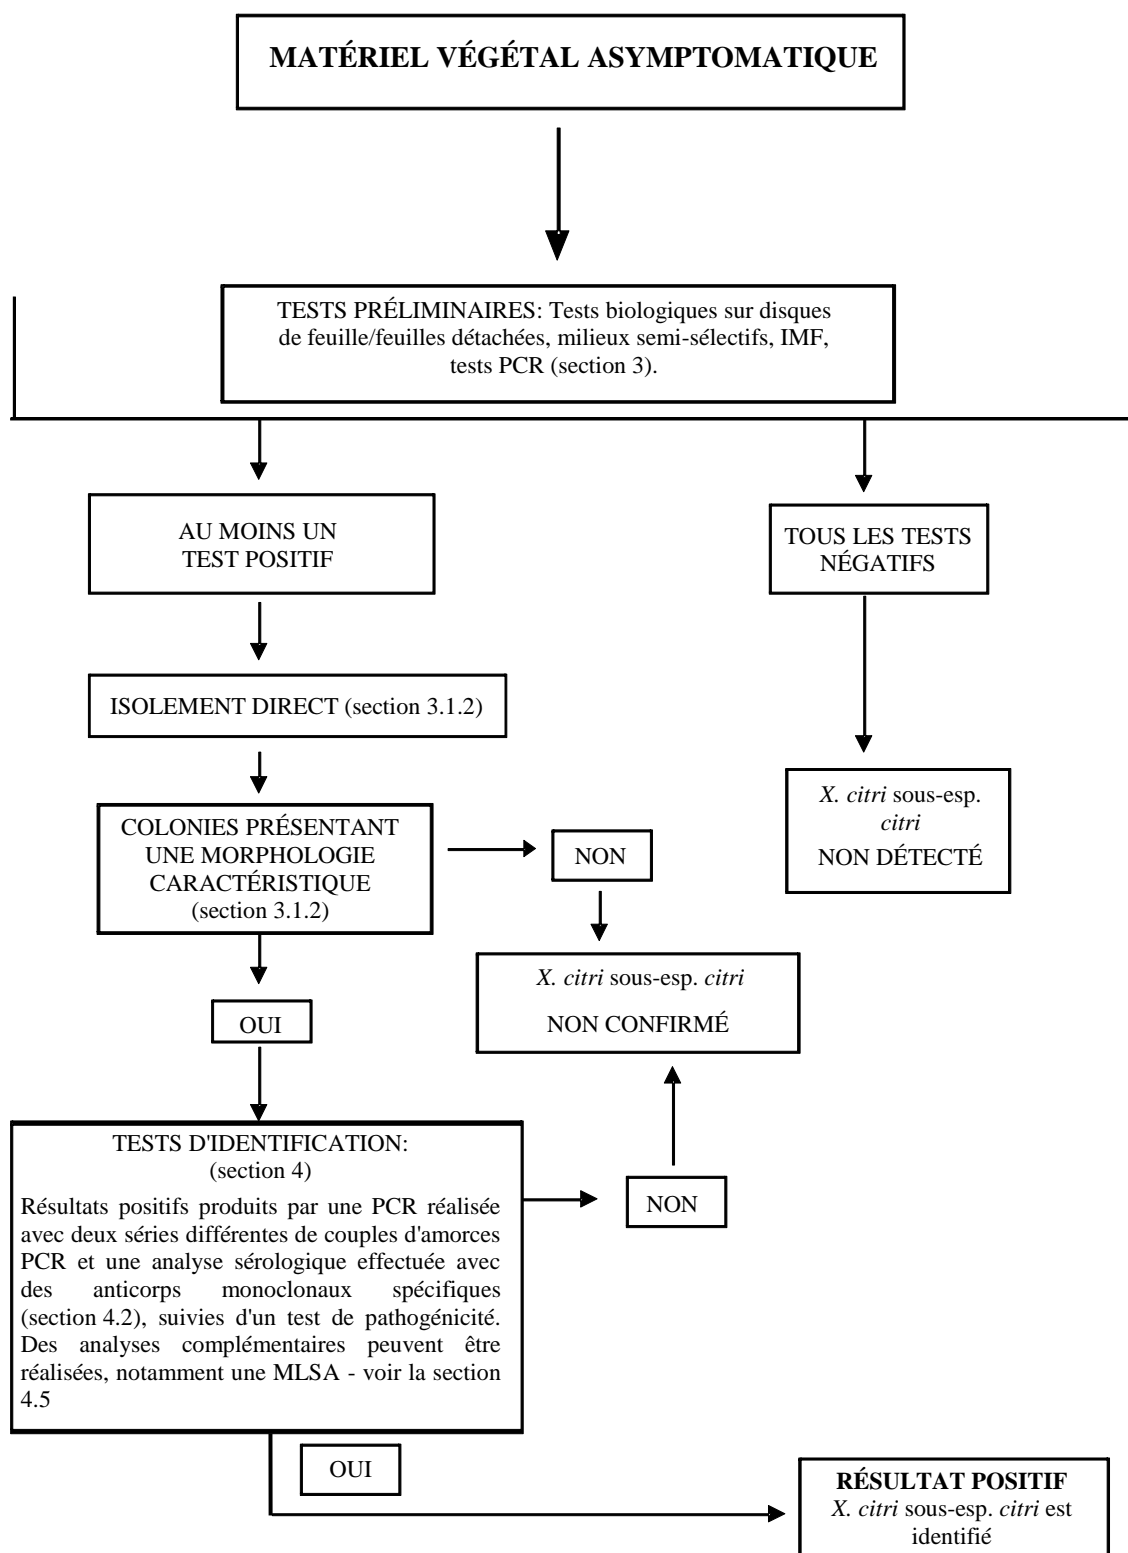 MATÉRIEL VÉGÉTAL ASYMPTOMATIQUE
TESTS PRÉLIMINAIRES: Tests biologiques sur disques
de feuille/feuilles détachées, milieux semi-sélectifs, IMF,
tests PCR (section 3).
AU MOINS UN
TEST POSITIF
TOUS LES TESTS
NÉGATIFS
ISOLEMENT DIRECT (section 3.1.2)
X. citri sous-esp.
citri
NON DÉTECTÉ
COLONIES PRÉSENTANT
UNE MORPHOLOGIE
CARACTÉRISTIQUE
(section 3.1.2)
NON
X. citri sous-esp. citri
NON CONFIRMÉ
OUI
TESTS D'IDENTIFICATION:
(section 4)
Résultats positifs produits par une PCR réalisée
avec deux séries différentes de couples d'amorces
PCR et une analyse sérologique effectuée avec
des anticorps monoclonaux spécifiques
(section 4.2), suivies d'un test de pathogénicité.
Des analyses complémentaires peuvent être
réalisées, notamment une MLSA - voir la section
4.5
NON
OUI
RÉSULTAT POSITIF
X. citri sous-esp. citri est
identifié